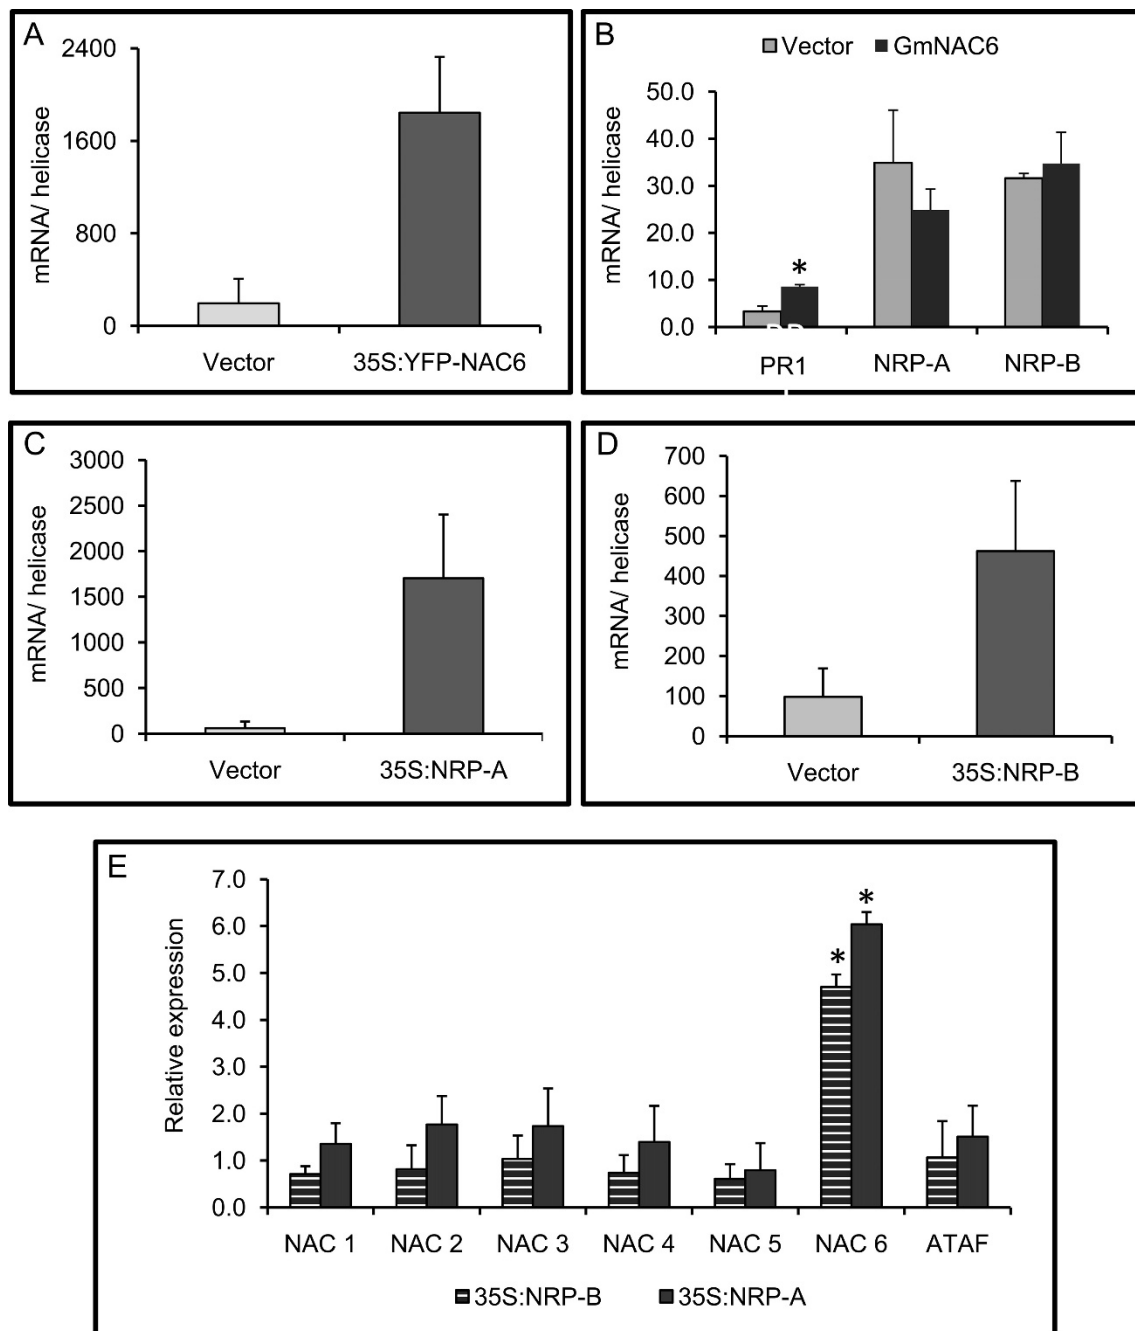 A
mRNA/ helicase
2400
1600
800
0
Vector 35S:YFP-NAC6
B
Vector GmNAC6
mRNA/ helicase
50.0
40.0
30.0
20.0
10.0
0.0
*
PR1 NRP-A NRP-B
C
mRNA/ helicase
3000
2500
2000
1500
1000
500
0
Vector 35S:NRP-A
D
mRNA/ helicase
700
600
500
400
300
200
100
0
Vector 35S:NRP-B
E
Relative expression
7.0
6.0
5.0
4.0
3.0
2.0
1.0
0.0
* *
NAC 1 NAC 2 NAC 3 NAC 4 NAC 5 NAC 6 ATAF
35S:NRP-B 35S:NRP-A